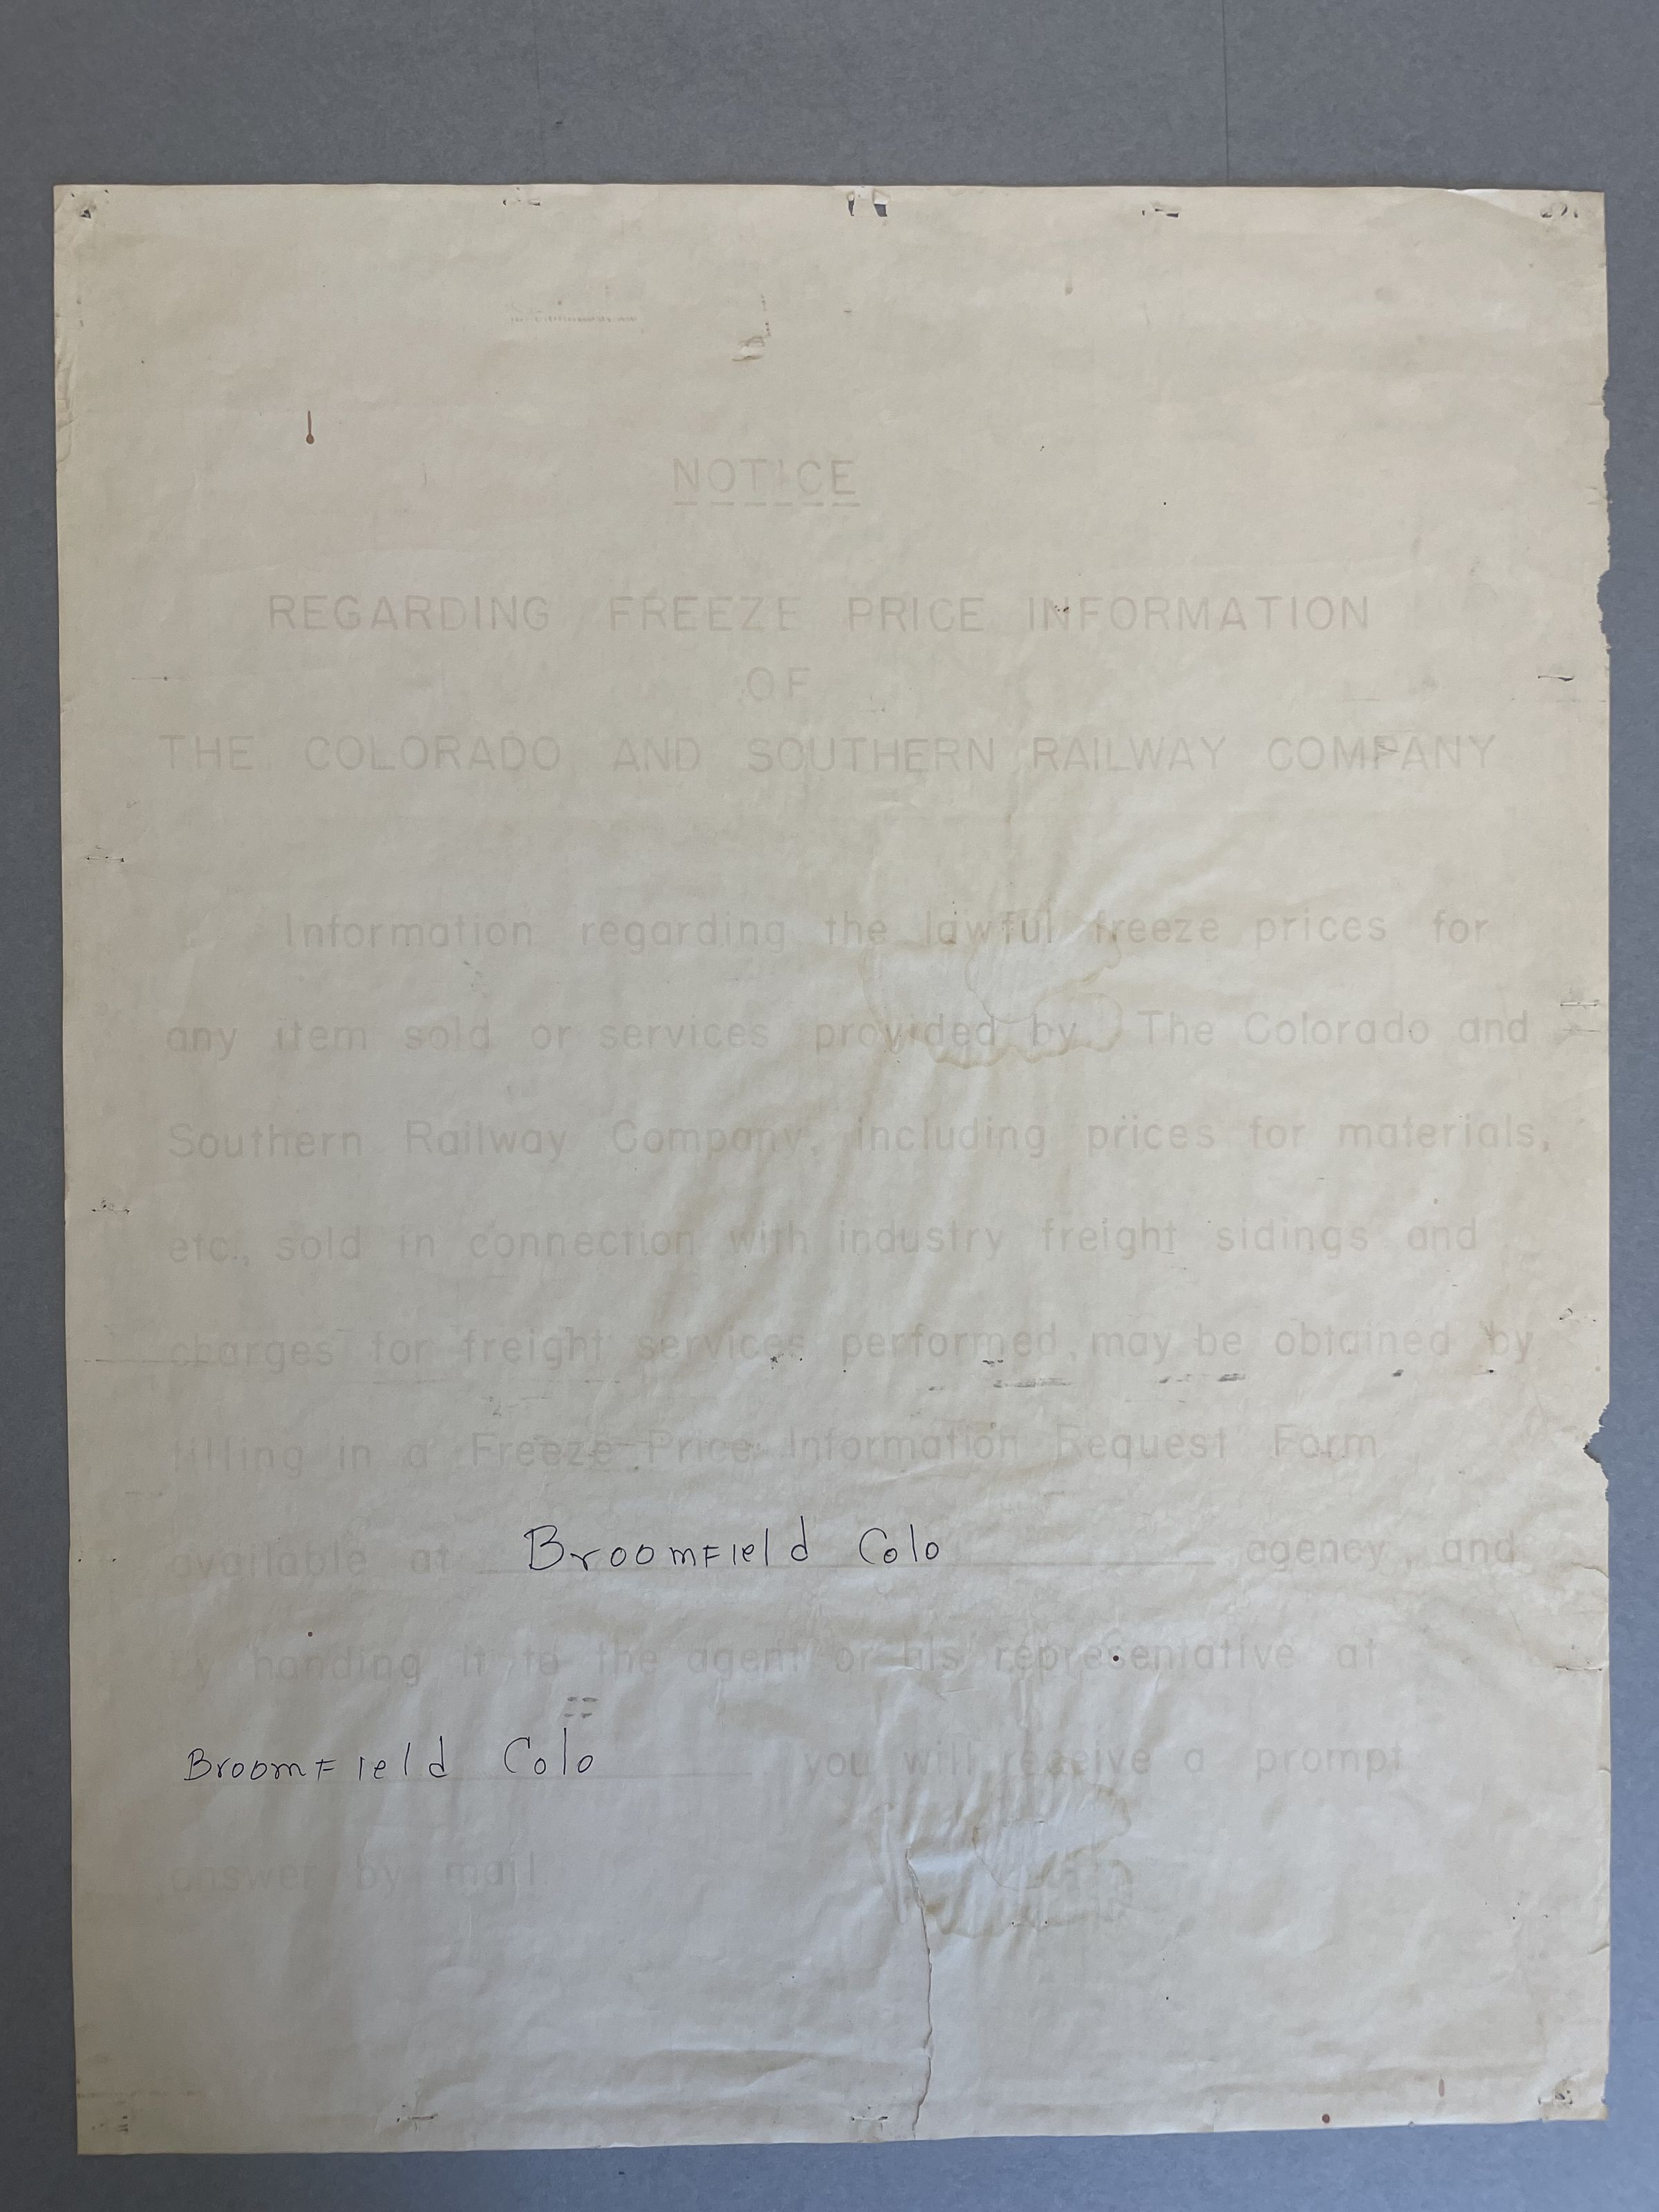 NOTICE
REGARDING FREEZE PRICE INFORMATION
OF
THE COLORADO AND SOUTHERN RAILWAY COMPANY
Information regarding the lawful freeze prices for
any item sold or services provided by The Colorado and
Southern Railway Company, including prices for materials,
etc., sold in connection with industry freight sidings and
charges for freight services performed, may be obtained by
filling in a Freeze Price Information Request Form
available at BroomField Colo agency, and
by handing it to the agent or his representative at
BroomField Colo you will receive a prompt
answer by mail.